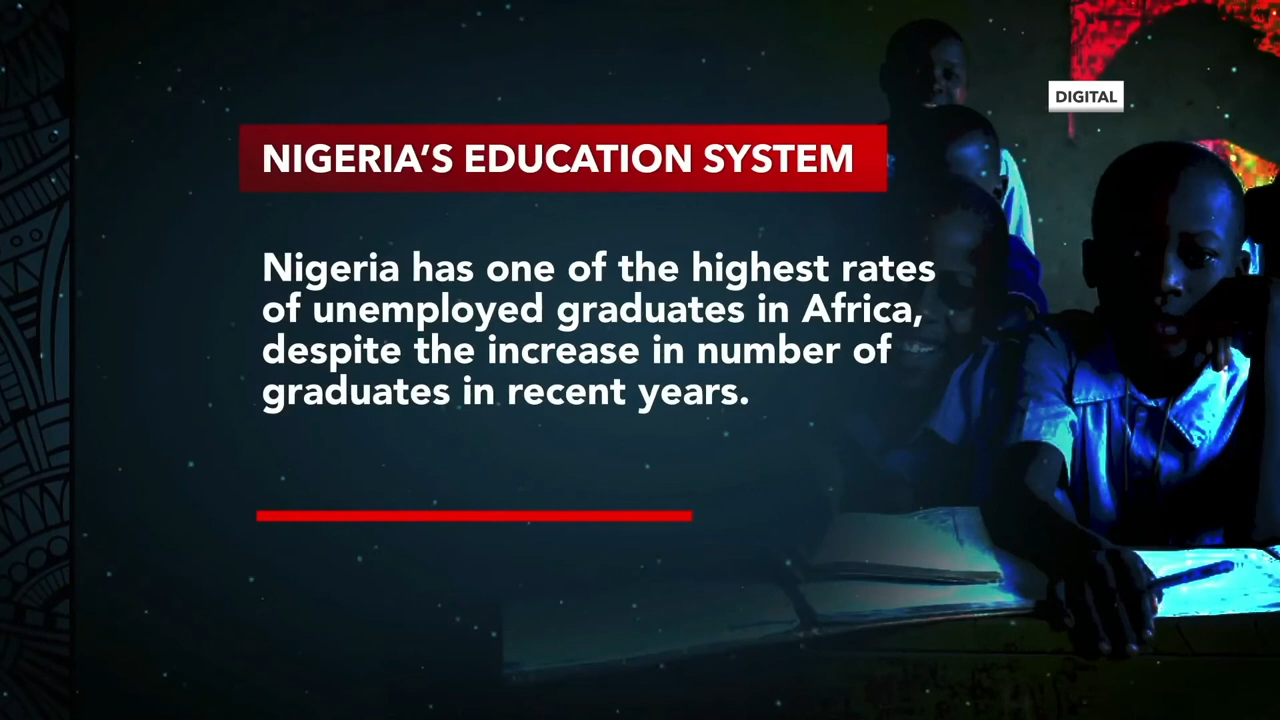 DIGITAL
NIGERIA’S EDUCATION SYSTEM
Nigeria has one of the highest rates
of unemployed graduates in Africa,
despite the increase in number of
graduates in recent years.